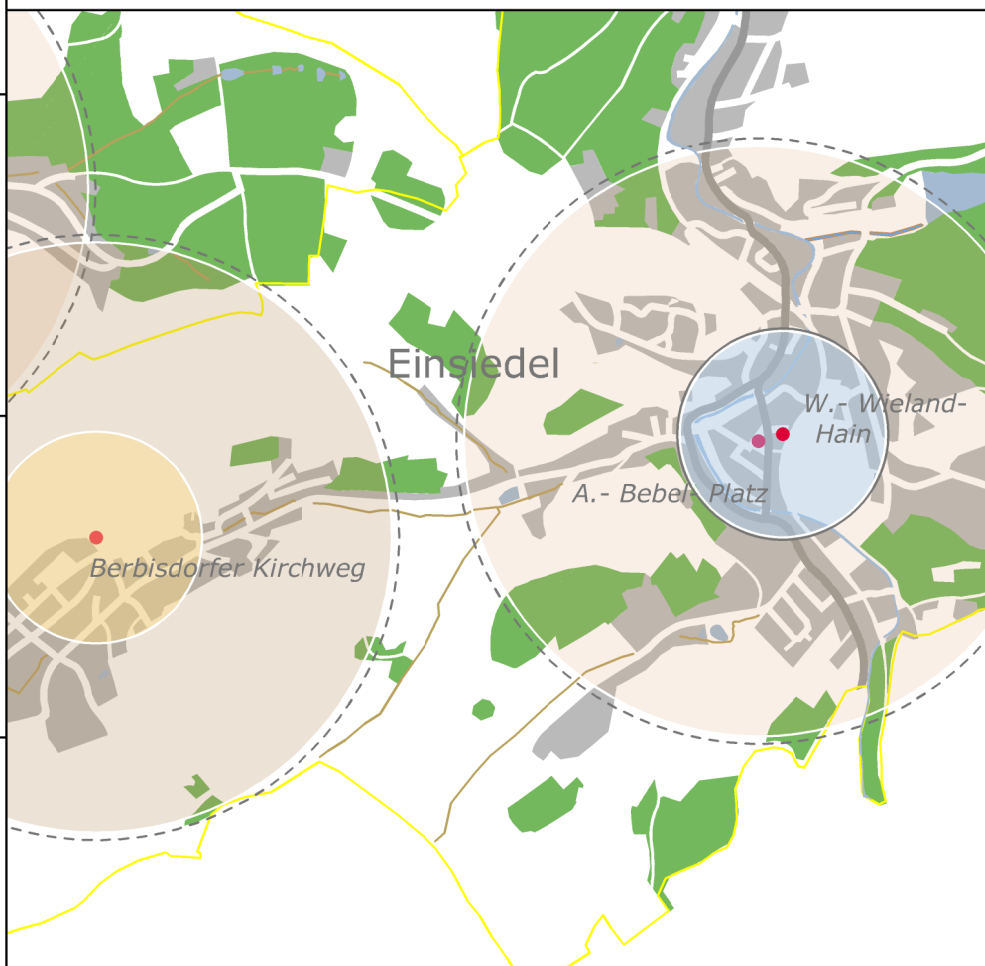 Einsiedel
W.- Wieland-
Hain
A.- Bebel- Platz
Berbisdorfer Kirchweg